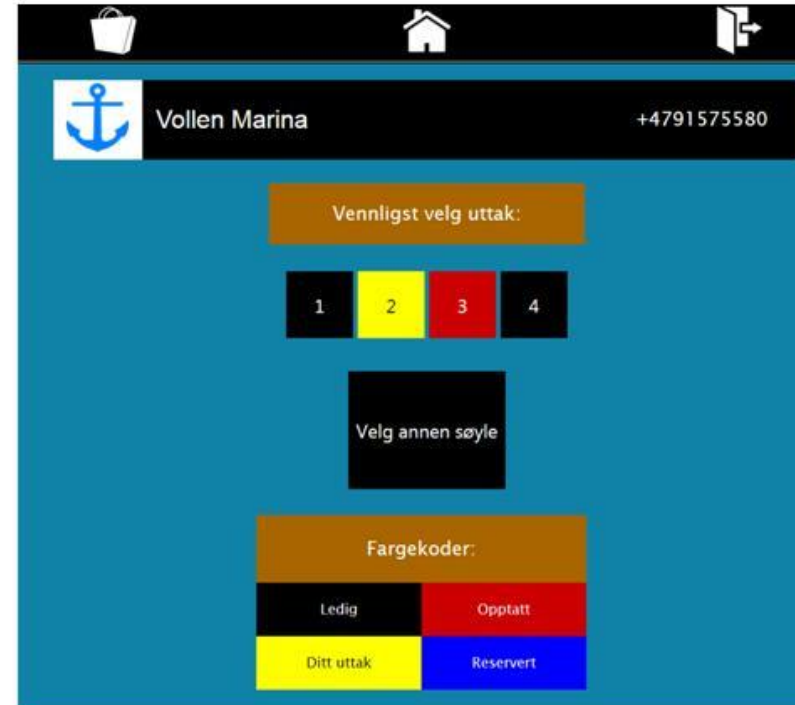 Vollen Marina
+4791575580
Vennligst velg uttak:
1 2 3 4
Velg annen søyle
Fargekoder:
Ledig Opptatt
Ditt uttak Reservert